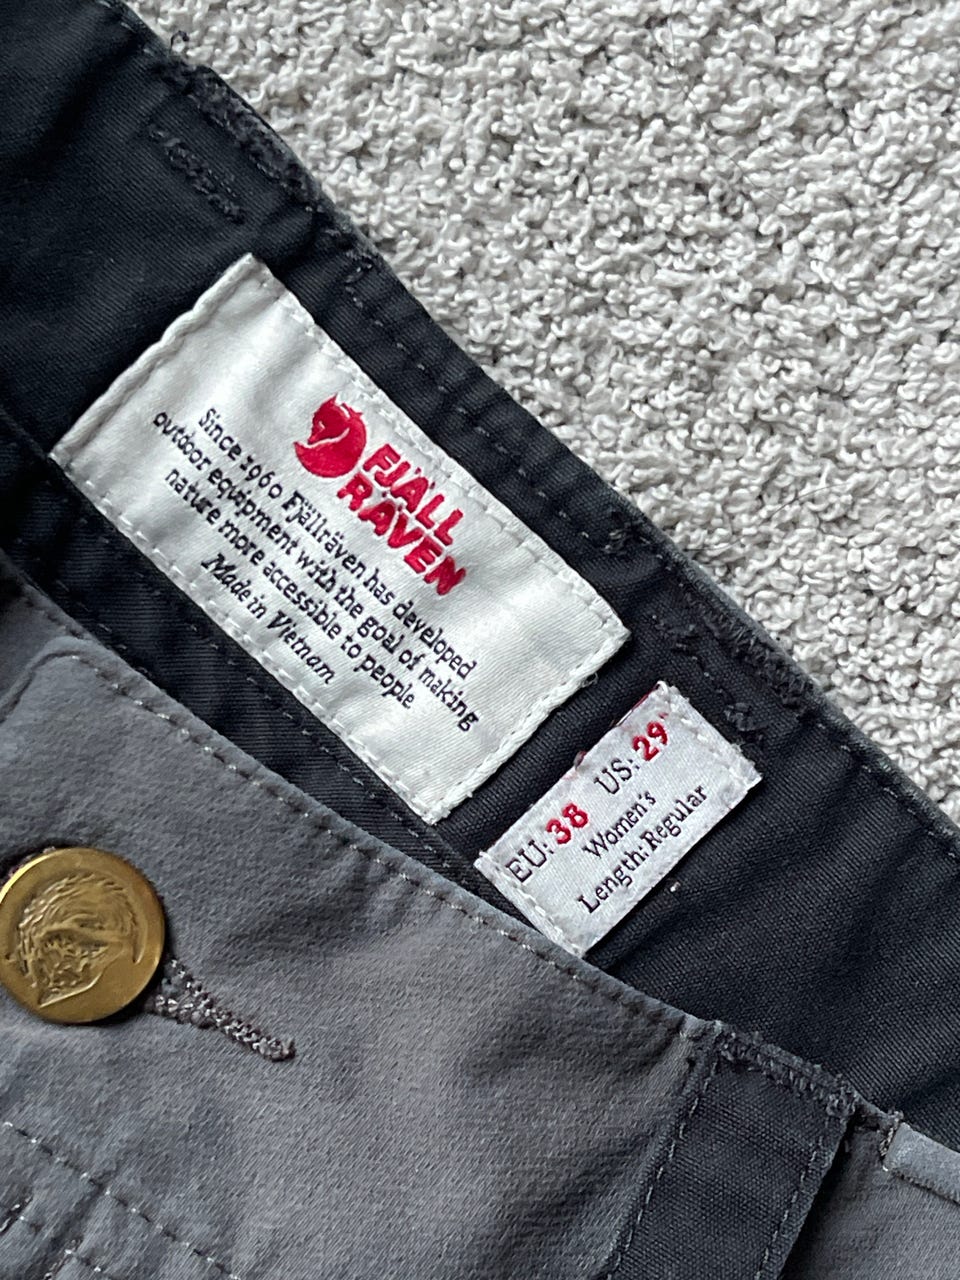 FJÄLL
RÄVEN
Since 1960 Fjällräven has developed
outdoor equipment with the goal of making
nature more accessible to people
Made in Vietnam
EU: 38 US: 29
Women's
Length: Regular